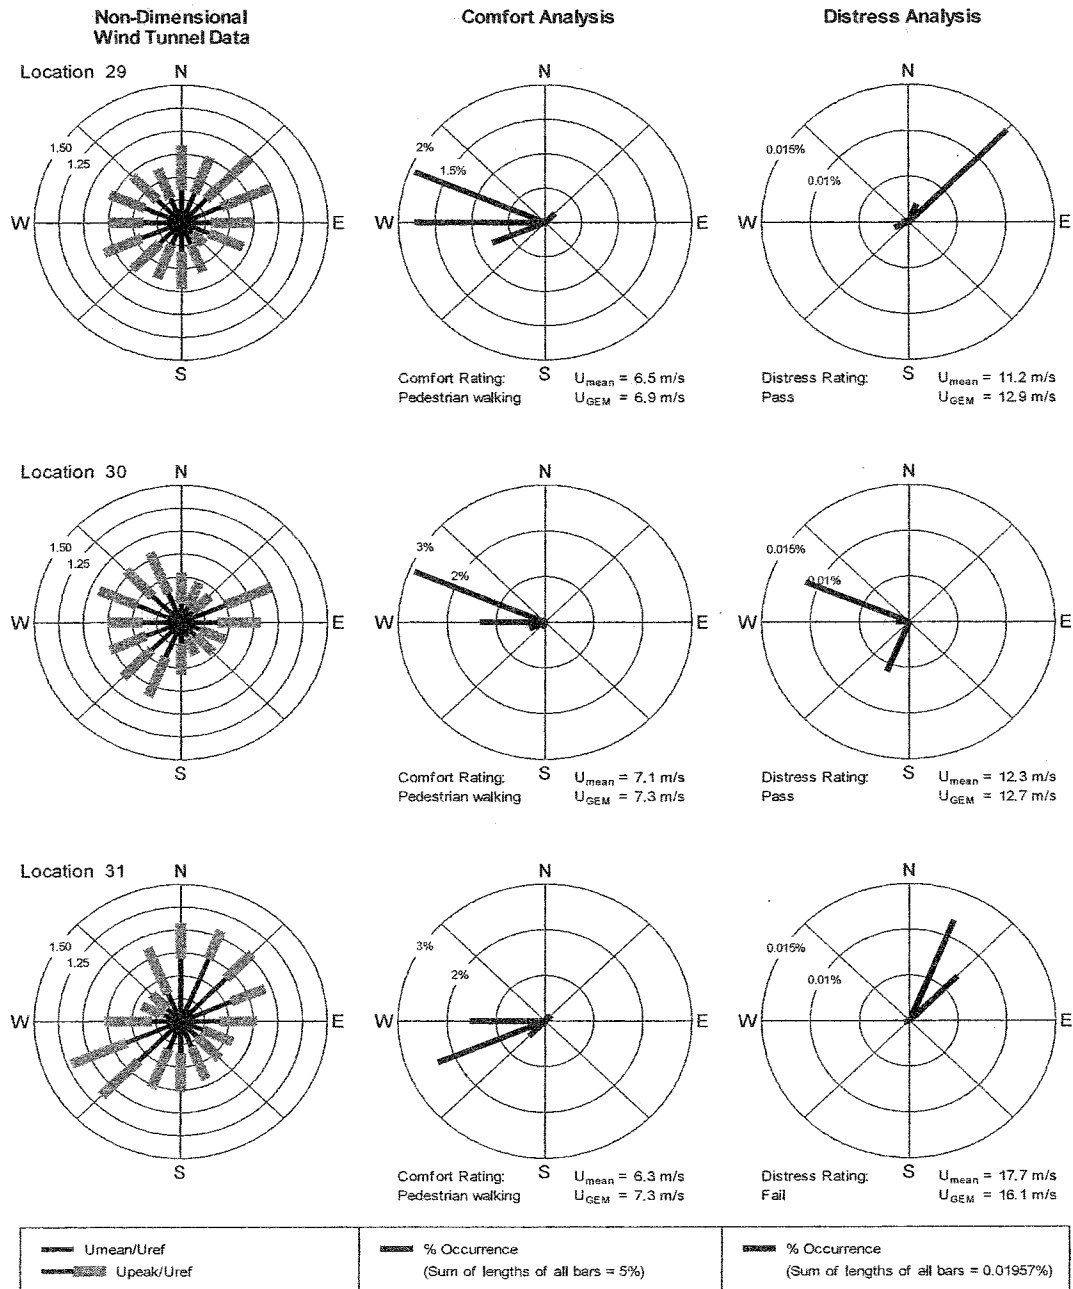 Non-Dimensional
Wind Tunnel Data
Comfort Analysis
Distress Analysis
Location 29
N
1.50
1.25
W
E
S
N
2%
1.5%
W
E
S
Comfort Rating:
Pedestrian walking
Umean = 6.5 m/s
UGEM = 6.9 m/s
N
0.015%
0.01%
W
E
S
Distress Rating:
Pass
Umean = 11.2 m/s
UGEM = 12.9 m/s
Location 30
N
1.50
1.25
W
E
S
N
3%
2%
W
E
S
Comfort Rating:
Pedestrian walking
Umean = 7.1 m/s
UGEM = 7.3 m/s
N
0.015%
0.01%
W
E
S
Distress Rating:
Pass
Umean = 12.3 m/s
UGEM = 12.7 m/s
Location 31
N
1.50
1.25
W
E
S
N
3%
2%
W
E
S
Comfort Rating:
Pedestrian walking
Umean = 6.3 m/s
UGEM = 7.3 m/s
N
0.015%
0.01%
W
E
S
Distress Rating:
Fail
Umean = 17.7 m/s
UGEM = 16.1 m/s
Umean/Uref
Upeak/Uref
% Occurrence
(Sum of lengths of all bars = 5%)
% Occurrence
(Sum of lengths of all bars = 0.01957%)